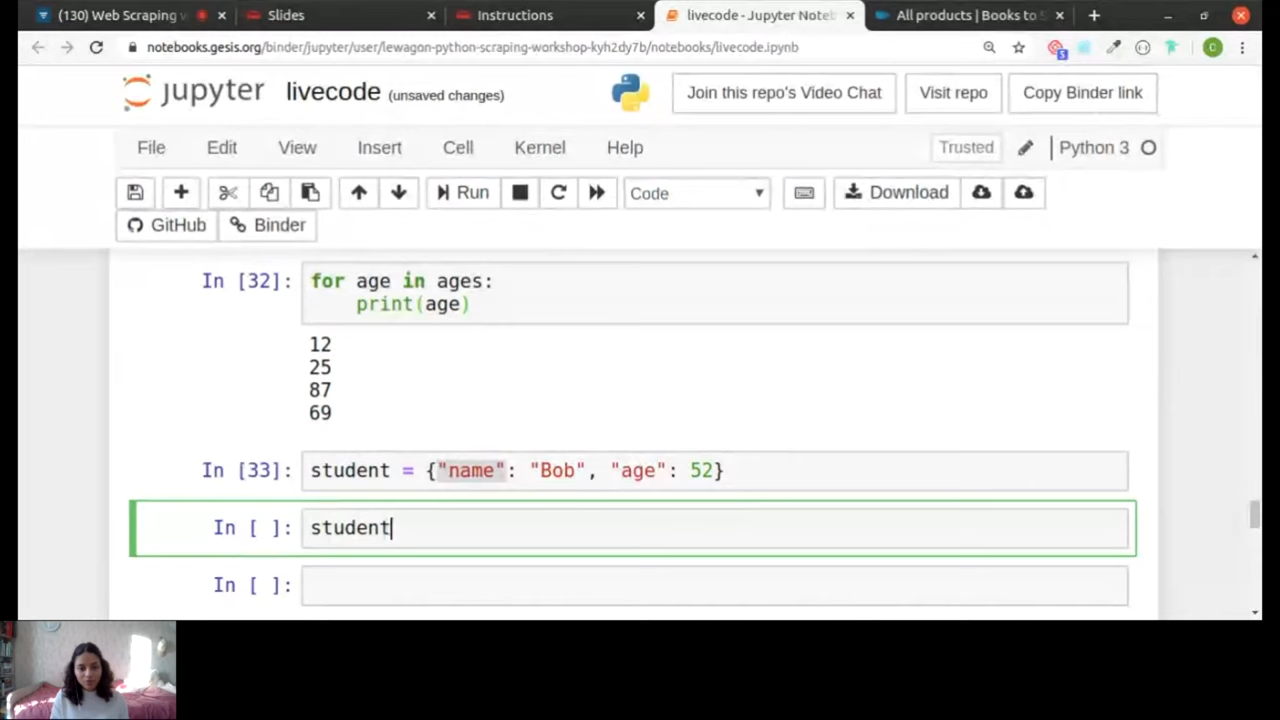 (130) Web Scraping w
Slides
Instructions
livecode - Jupyter Note
All products | Books to S
notebooks.gesis.org/binder/jupyter/user/lewagon-python-scraping-workshop-kyh2dy7b/notebooks/livecode.ipynb
5
C
jupyter livecode (unsaved changes)
Join this repo's Video Chat
Visit repo
Copy Binder link
File Edit View Insert Cell Kernel Help
Trusted
Python 3
Run
Code
Download
GitHub
Binder
In [32]: for age in ages:
print(age)
12
25
87
69
In [33]: student = {"name": "Bob", "age": 52}
In [ ]: student
In [ ]: